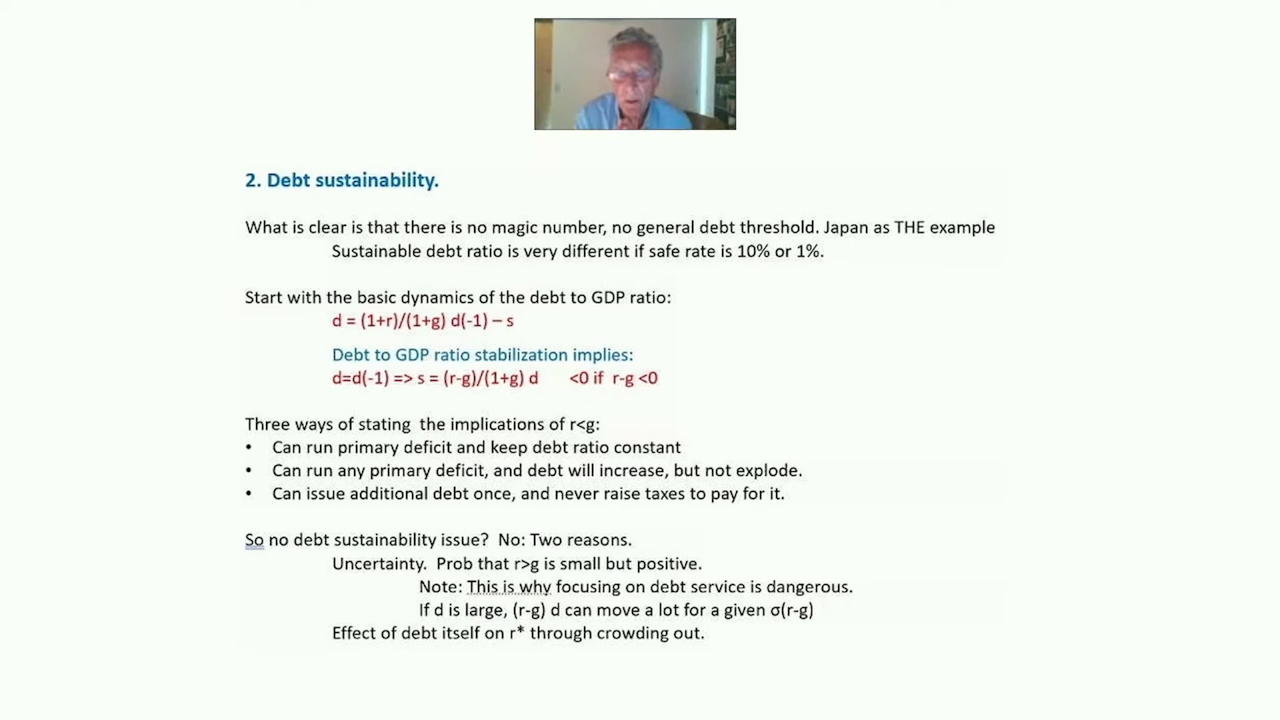 2. Debt sustainability.
What is clear is that there is no magic number, no general debt threshold. Japan as THE example
Sustainable debt ratio is very different if safe rate is 10% or 1%.
Start with the basic dynamics of the debt to GDP ratio:
d = (1+r)/(1+g) d(-1) – s
Debt to GDP ratio stabilization implies:
d=d(-1) => s = (r-g)/(1+g) d <0 if r-g <0
Three ways of stating the implications of r<g:
• Can run primary deficit and keep debt ratio constant
• Can run any primary deficit, and debt will increase, but not explode.
• Can issue additional debt once, and never raise taxes to pay for it.
So no debt sustainability issue? No: Two reasons.
Uncertainty. Prob that r>g is small but positive.
Note: This is why focusing on debt service is dangerous.
If d is large, (r-g) d can move a lot for a given σ(r-g)
Effect of debt itself on r* through crowding out.